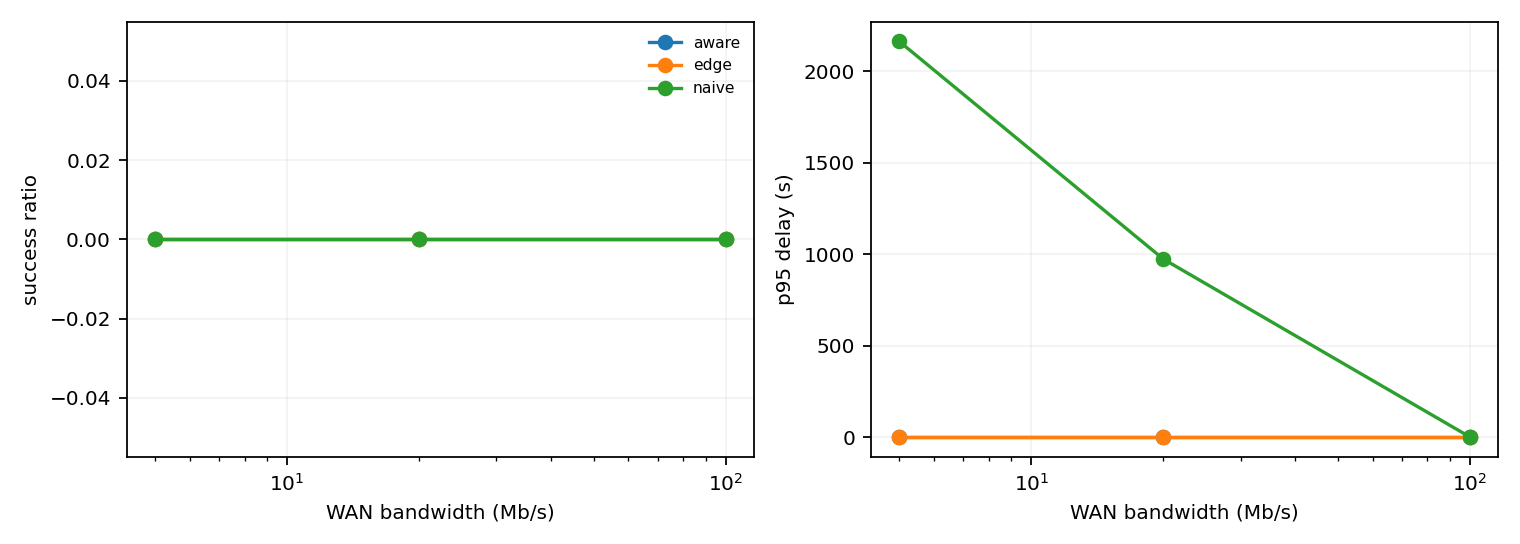 success ratio
0.04
0.02
0.00
−0.02
−0.04
aware
edge
naive
10¹
10²
WAN bandwidth (Mb/s)
p95 delay (s)
2000
1500
1000
500
0
10¹
10²
WAN bandwidth (Mb/s)